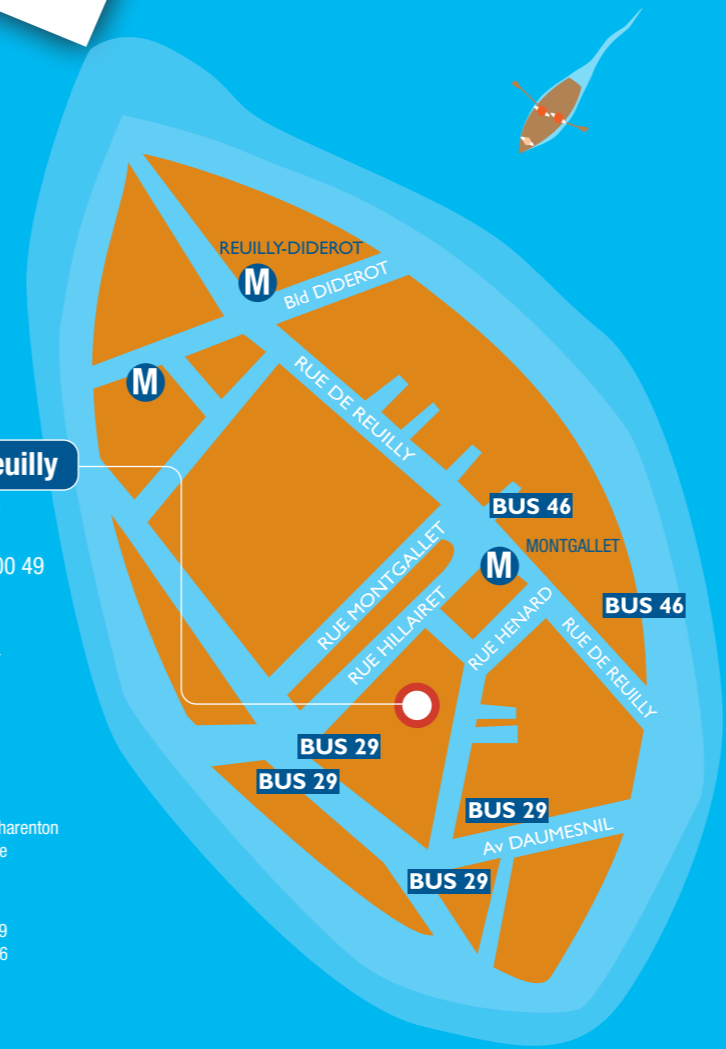 REUILLY-DIDEROT
M
Bld DIDEROT
M
RUE DE REUILLY
euilly
BUS 46
00 49
M
MONTGALLET
RUE MONTGALLET
RUE HILLAIRET
RUE HENARD
BUS 46
RUE DE REUILLY
BUS 29
BUS 29
BUS 29
Av DAUMESNIL
harenton
e
BUS 29
9
6